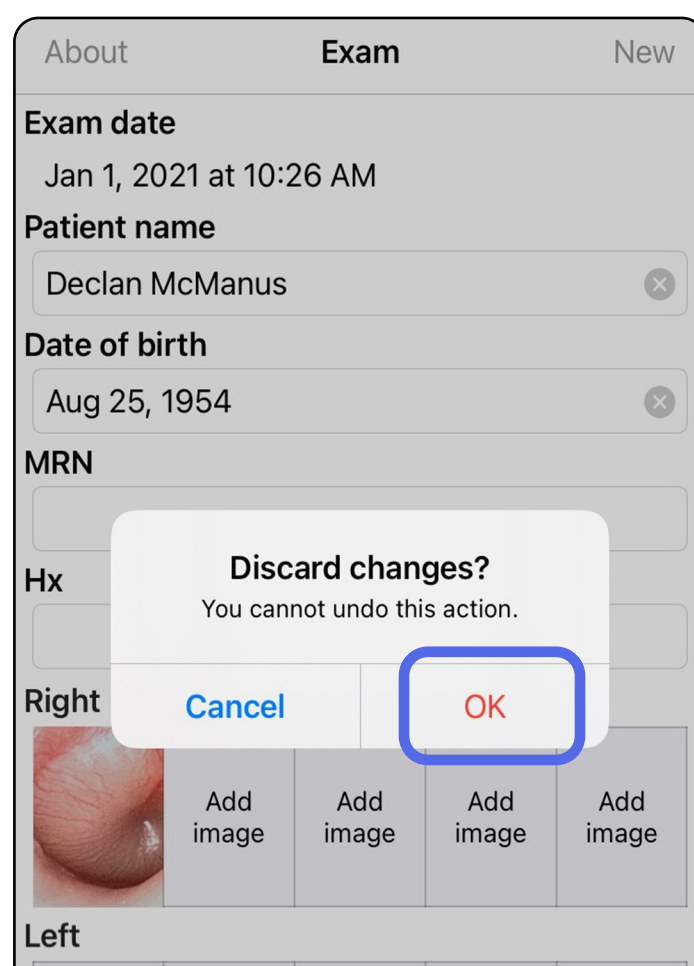 About Exam New
Exam date
Jan 1, 2021 at 10:26 AM
Patient name
Declan McManus
Date of birth
Aug 25, 1954
MRN
Discard changes?
Hx
You cannot undo this action.
Right
Cancel OK
Add image Add image Add image Add image
Left